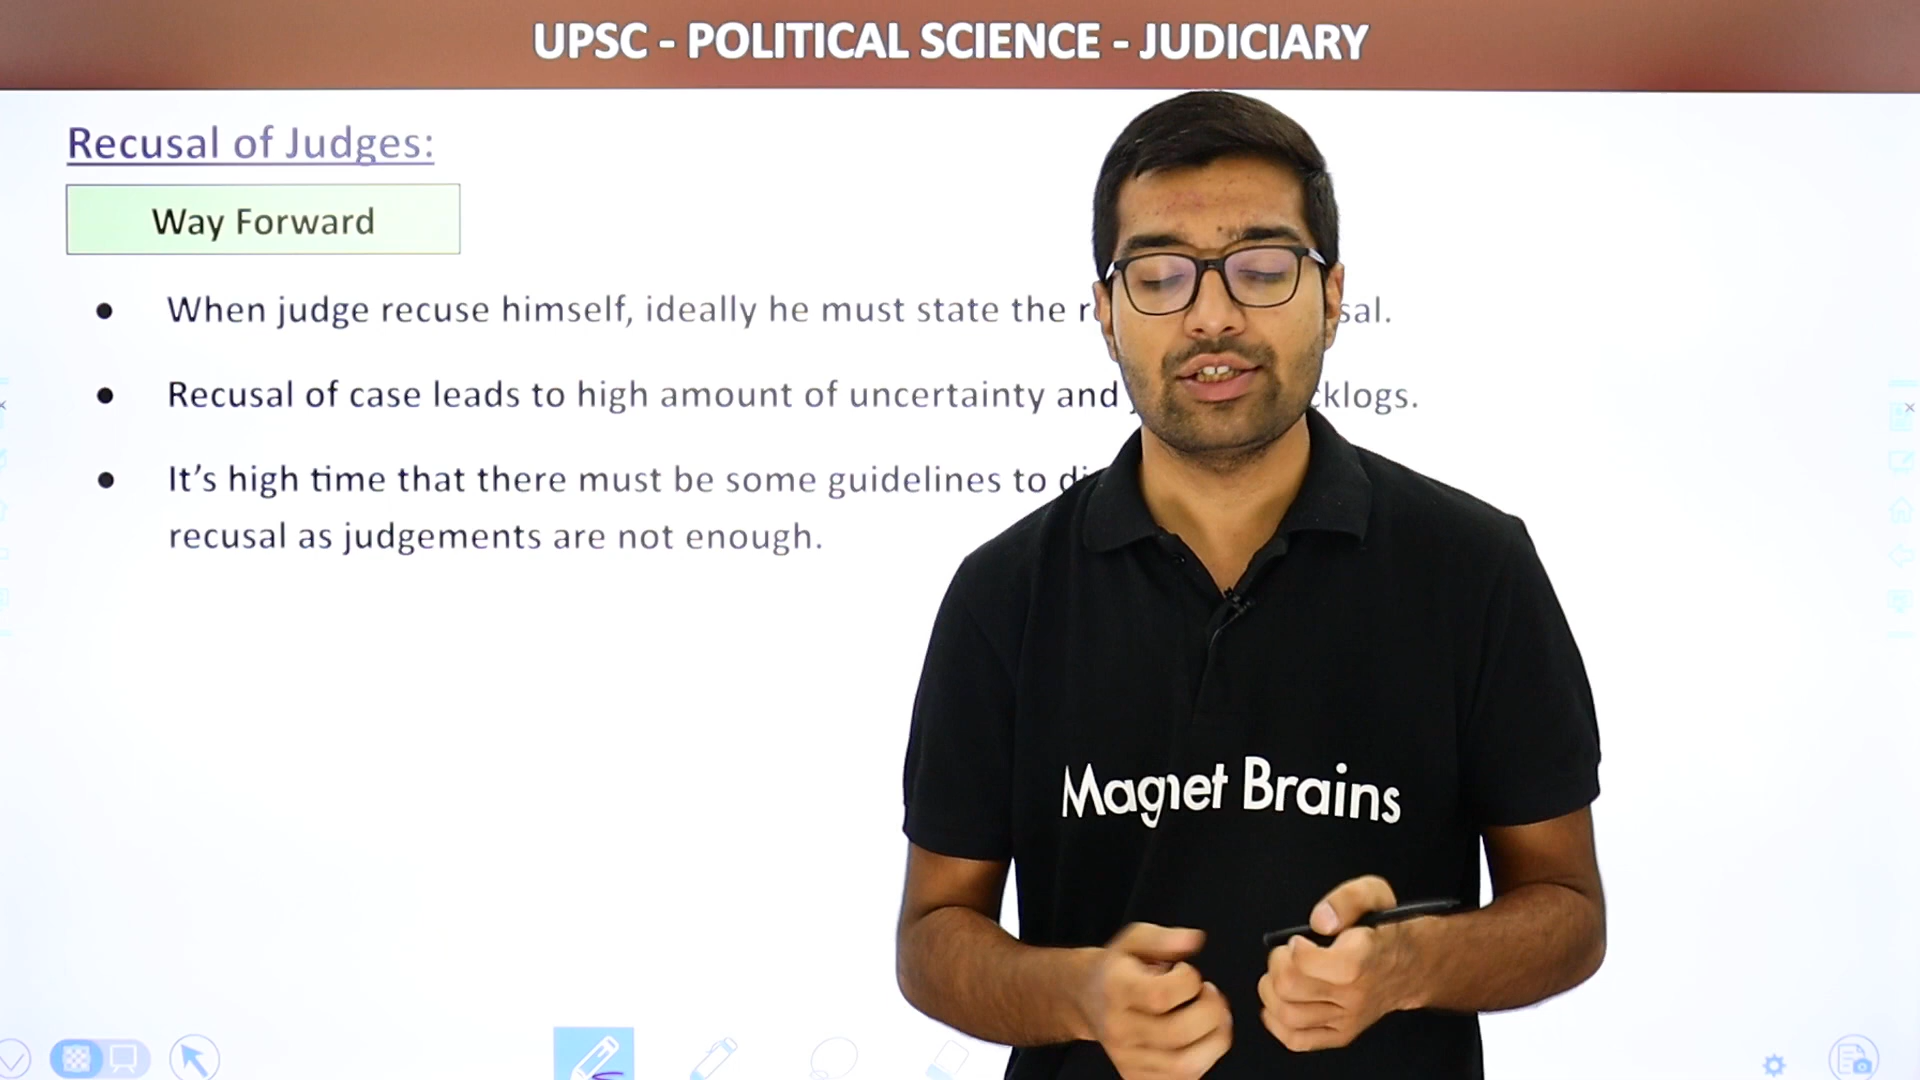 UPSC - POLITICAL SCIENCE - JUDICIARY
Recusal of Judges:
Way Forward
When judge recuse himself, ideally he must state the
Recusal of case leads to high amount of uncertainty and
It's high time that there must be some guidelines to
recusal as judgements are not enough.
Magnet Brains